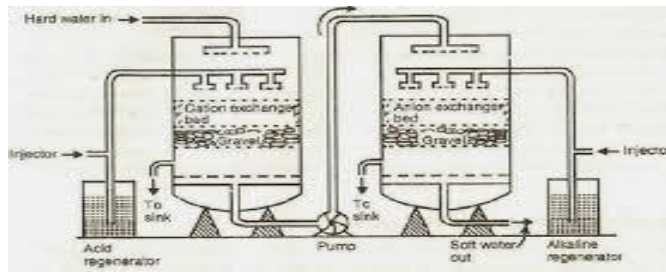 Hard water in
Cation exchanger
bed
Gravel
Injector
To
sink
Acid
regenerator
Pump
Anion exchanger
bed
Gravel
Injector
To
sink
Soft water
out
Alkaline
regenerator